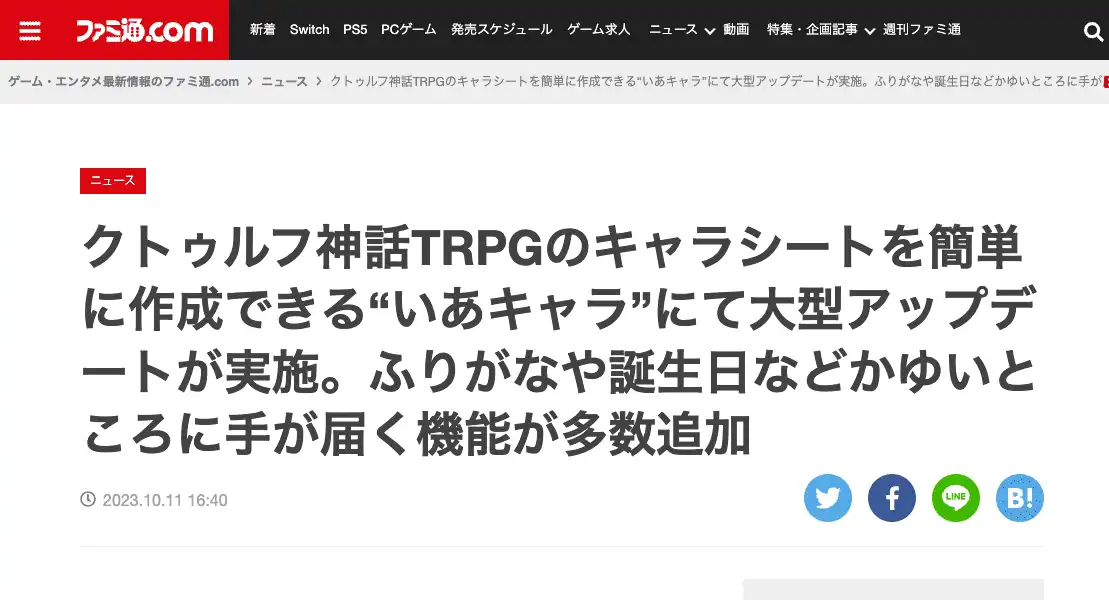 ファミ通.com
新着 Switch PS5 PCゲーム 発売スケジュール ゲーム求人 ニュース 動画 特集・企画記事 週刊ファミ通
ゲーム・エンタメ最新情報のファミ通.com > ニュース > クトゥルフ神話TRPGのキャラシートを簡単に作成できる“いあキャラ”にて大型アップデートが実施。ふりがなや誕生日などかゆいところに手が
ニュース
クトゥルフ神話TRPGのキャラシートを簡単
に作成できる“いあキャラ”にて大型アップデ
ートが実施。ふりがなや誕生日などかゆいと
ころに手が届く機能が多数追加
2023.10.11 16:40
LINE
B!